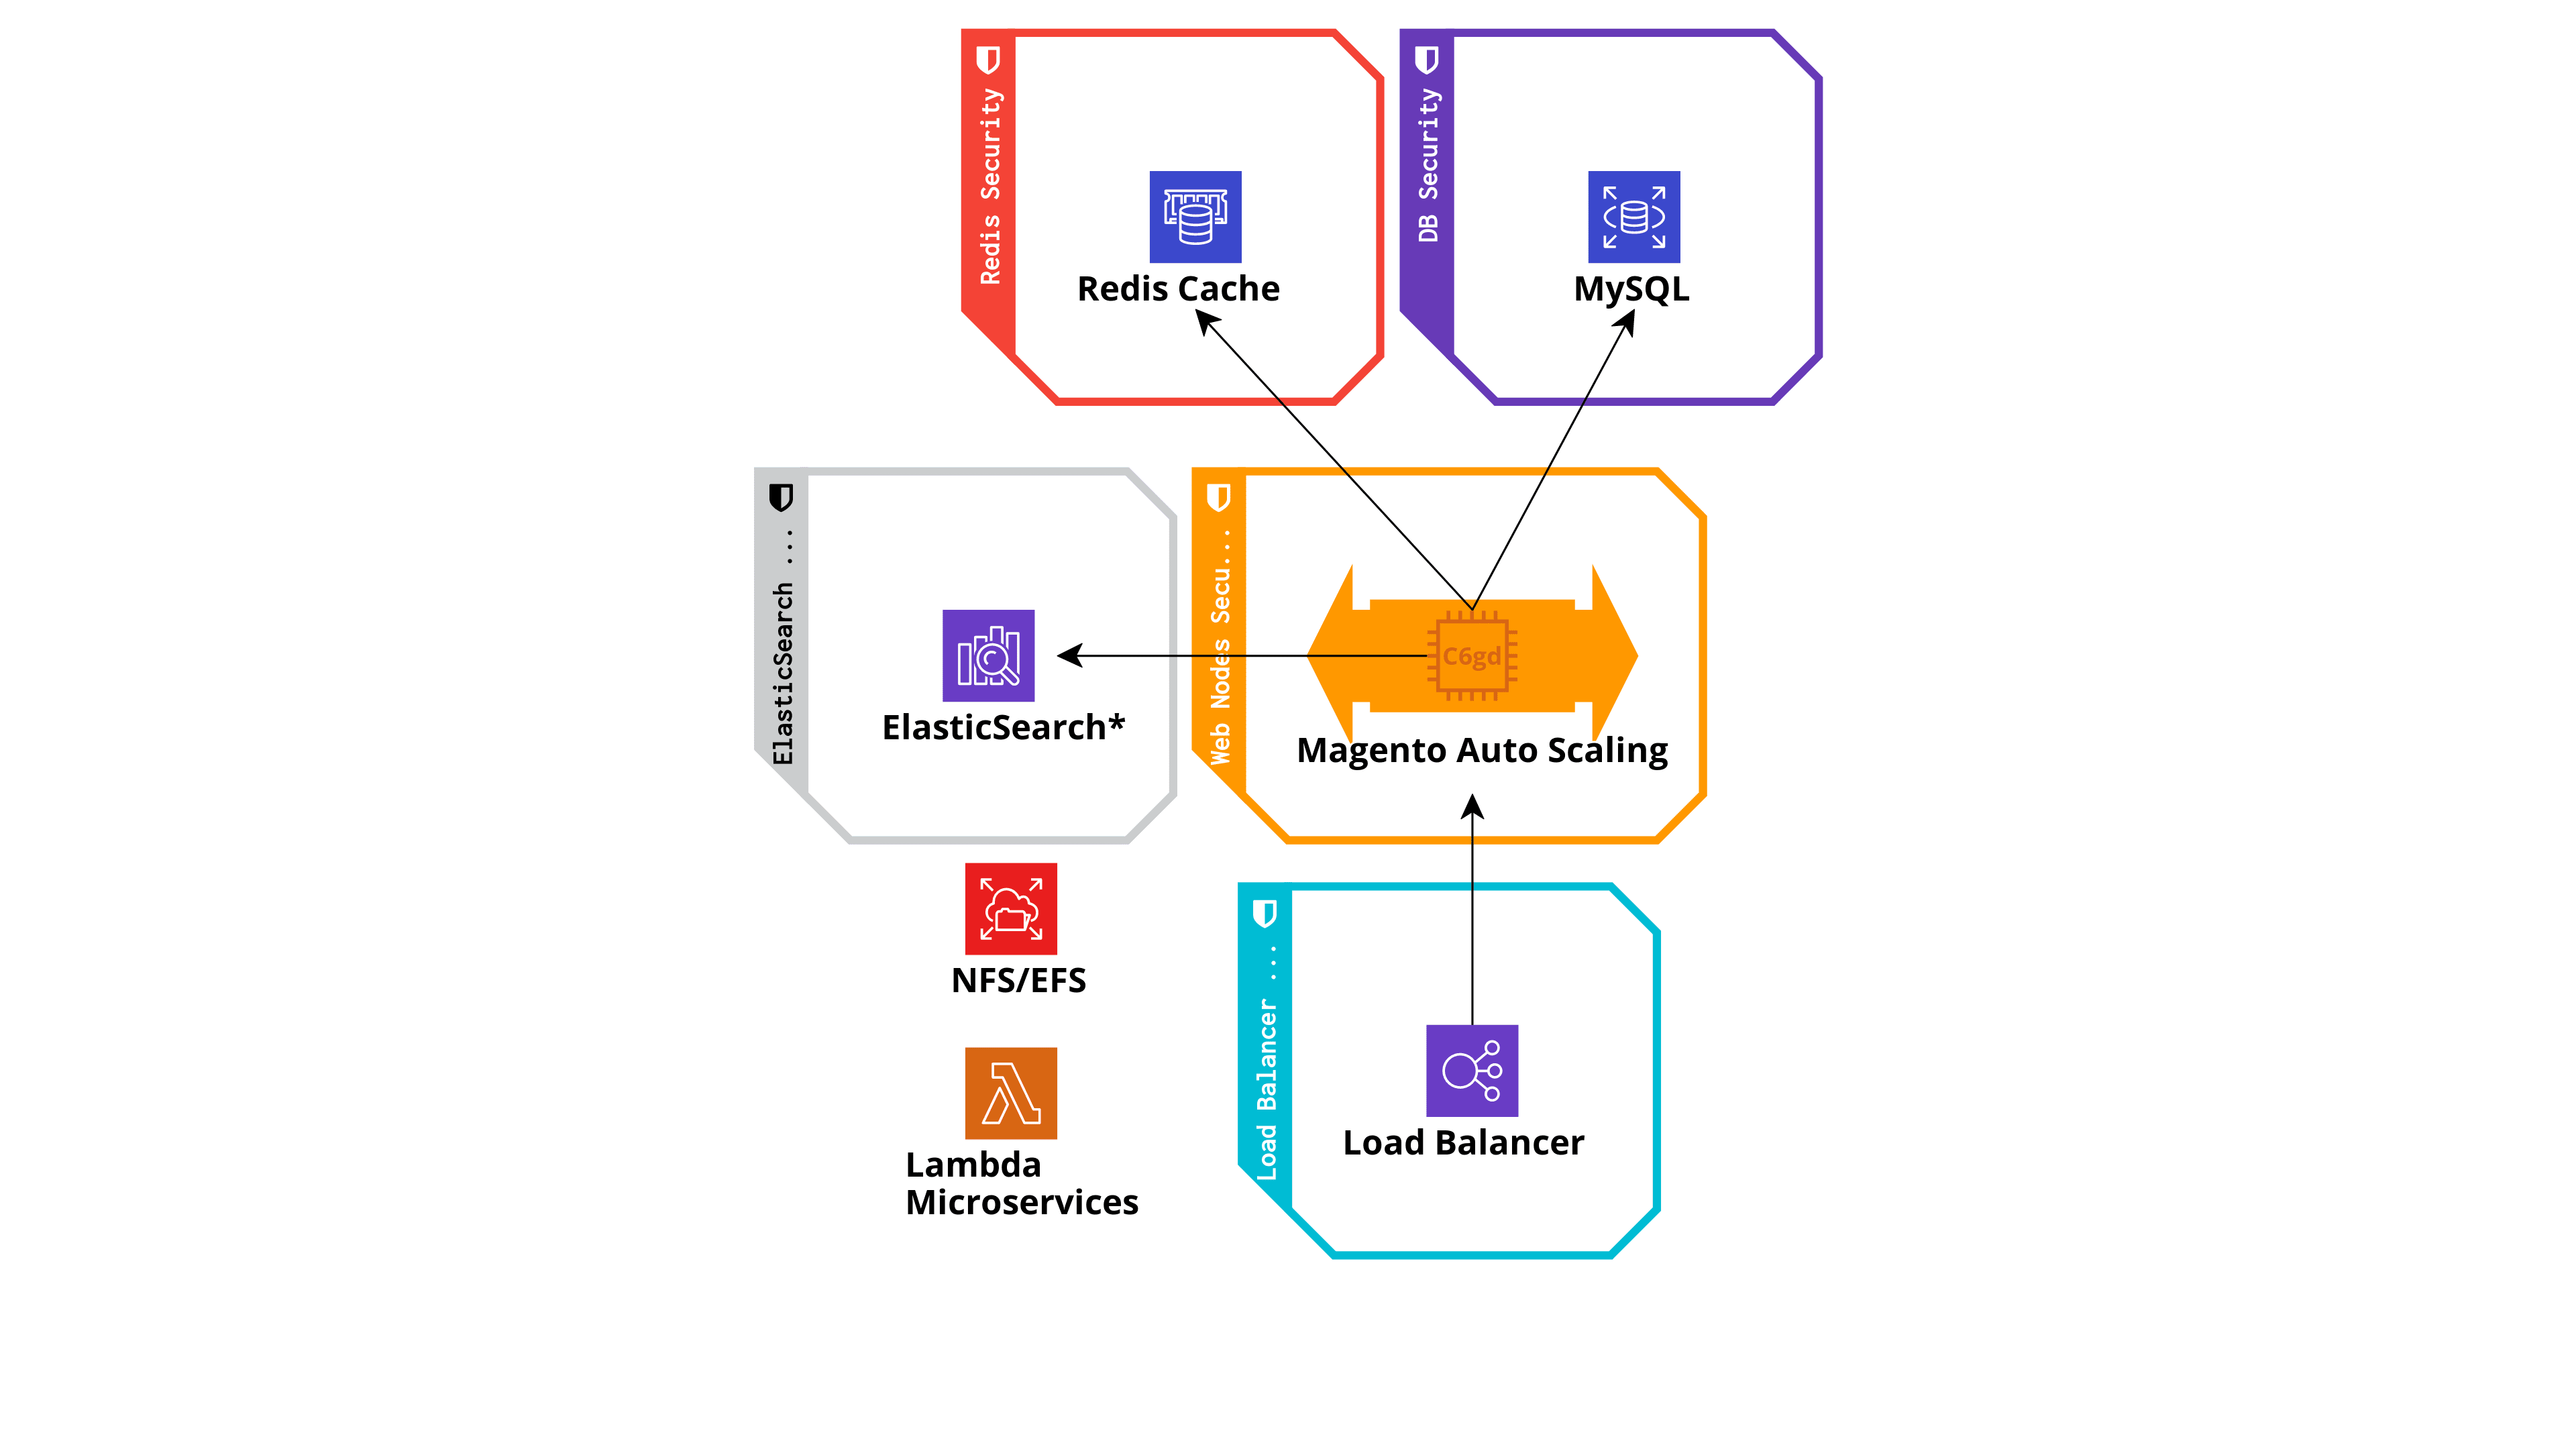 Redis Security
Redis Cache
DB Security
MySQL
ElasticSearch ...
ElasticSearch*
Web Nodes Secu...
C6gd
Magento Auto Scaling
NFS/EFS
Lambda
Microservices
Load Balancer ...
Load Balancer